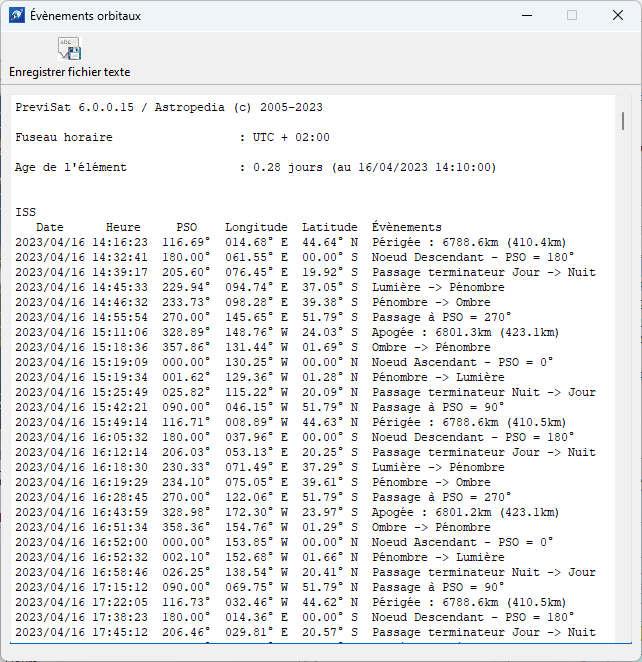 Évènements orbitaux
abc
Enregistrer fichier texte
PreviSat 6.0.0.15 / Astropedia (c) 2005-2023
Fuseau horaire : UTC + 02:00
Age de l'élément : 0.28 jours (au 16/04/2023 14:10:00)
ISS
Date Heure PSO Longitude Latitude Évènements
2023/04/16 14:16:23 116.69° 014.68° E 44.64° N Périgée : 6788.6km (410.4km)
2023/04/16 14:32:41 180.00° 061.55° E 00.00° S Noeud Descendant - PSO = 180°
2023/04/16 14:39:17 205.60° 076.45° E 19.92° S Passage terminateur Jour -> Nuit
2023/04/16 14:45:33 229.94° 094.74° E 37.05° S Lumière -> Pénombre
2023/04/16 14:46:32 233.73° 098.28° E 39.38° S Pénombre -> Ombre
2023/04/16 14:55:54 270.00° 145.65° E 51.79° S Passage à PSO = 270°
2023/04/16 15:11:06 328.89° 148.76° W 24.03° S Apogée : 6801.3km (423.1km)
2023/04/16 15:18:36 357.86° 131.44° W 01.69° S Ombre -> Pénombre
2023/04/16 15:19:09 000.00° 130.25° W 00.00° N Noeud Ascendant - PSO = 0°
2023/04/16 15:19:34 001.62° 129.36° W 01.28° N Pénombre -> Lumière
2023/04/16 15:25:49 025.82° 115.22° W 20.09° N Passage terminateur Nuit -> Jour
2023/04/16 15:42:21 090.00° 046.15° W 51.79° N Passage à PSO = 90°
2023/04/16 15:49:14 116.71° 008.89° W 44.63° N Périgée : 6788.6km (410.5km)
2023/04/16 16:05:32 180.00° 037.96° E 00.00° S Noeud Descendant - PSO = 180°
2023/04/16 16:12:14 206.03° 053.13° E 20.25° S Passage terminateur Jour -> Nuit
2023/04/16 16:18:30 230.33° 071.49° E 37.29° S Lumière -> Pénombre
2023/04/16 16:19:29 234.10° 075.05° E 39.61° S Pénombre -> Ombre
2023/04/16 16:28:45 270.00° 122.06° E 51.79° S Passage à PSO = 270°
2023/04/16 16:43:59 328.98° 172.30° W 23.97° S Apogée : 6801.2km (423.1km)
2023/04/16 16:51:34 358.36° 154.76° W 01.29° S Ombre -> Pénombre
2023/04/16 16:52:00 000.00° 153.85° W 00.00° N Noeud Ascendant - PSO = 0°
2023/04/16 16:52:32 002.10° 152.68° W 01.66° N Pénombre -> Lumière
2023/04/16 16:58:46 026.25° 138.54° W 20.41° N Passage terminateur Nuit -> Jour
2023/04/16 17:15:12 090.00° 069.75° W 51.79° N Passage à PSO = 90°
2023/04/16 17:22:05 116.73° 032.46° W 44.62° N Périgée : 6788.6km (410.5km)
2023/04/16 17:38:23 180.00° 014.36° E 00.00° S Noeud Descendant - PSO = 180°
2023/04/16 17:45:12 206.46° 029.81° E 20.57° S Passage terminateur Jour -> Nuit